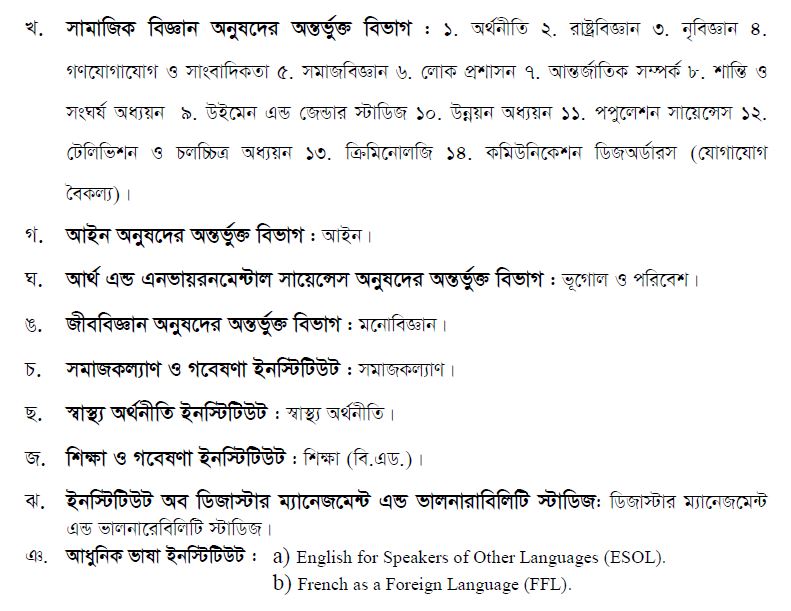 খ. সামাজিক বিজ্ঞান অনুষদের অন্তর্ভুক্ত বিভাগ : ১. অর্থনীতি ২. রাষ্ট্রবিজ্ঞান ৩. নৃবিজ্ঞান ৪.
গণযোগাযোগ ও সাংবাদিকতা ৫. সমাজবিজ্ঞান ৬. লোক প্রশাসন ৭. আন্তর্জাতিক সম্পর্ক ৮. শান্তি ও
সংঘর্ষ অধ্যয়ন ৯. উইমেন এন্ড জেন্ডার স্টাডিজ ১০. উন্নয়ন অধ্যয়ন ১১. পপুলেশন সায়েন্সেস ১২.
টেলিভিশন ও চলচ্চিত্র অধ্যয়ন ১৩. ক্রিমিনোলজি ১৪. কমিউনিকেশন ডিজঅর্ডারস (যোগাযোগ
বৈকল্য)।
গ. আইন অনুষদের অন্তর্ভুক্ত বিভাগ : আইন।
ঘ. আর্থ এন্ড এনভায়রনমেন্টাল সায়েন্সেস অনুষদের অন্তর্ভুক্ত বিভাগ : ভূগোল ও পরিবেশ।
ঙ. জীববিজ্ঞান অনুষদের অন্তর্ভুক্ত বিভাগ : মনোবিজ্ঞান।
চ. সমাজকল্যাণ ও গবেষণা ইনস্টিটিউট : সমাজকল্যাণ।
ছ. স্বাস্থ্য অর্থনীতি ইনস্টিটিউট : স্বাস্থ্য অর্থনীতি।
জ. শিক্ষা ও গবেষণা ইনস্টিটিউট : শিক্ষা (বি.এড.)।
ঝ. ইনস্টিটিউট অব ডিজাস্টার ম্যানেজমেন্ট এন্ড ভালনারাবিলিটি স্টাডিজ: ডিজাস্টার ম্যানেজমেন্ট
এন্ড ভালনারেবিলিটি স্টাডিজ।
ঞ. আধুনিক ভাষা ইনস্টিটিউট : a) English for Speakers of Other Languages (ESOL).
b) French as a Foreign Language (FFL).